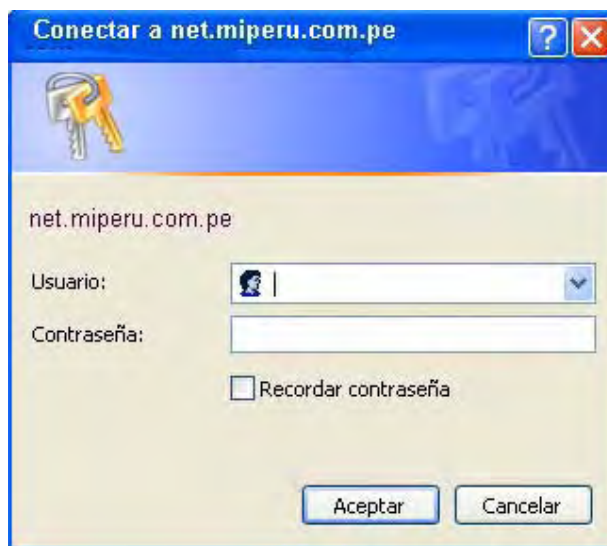 Conectar a net.miperu.com.pe
net.miperu.com.pe
Usuario:
Contraseña:
Recordar contraseña
Aceptar
Cancelar